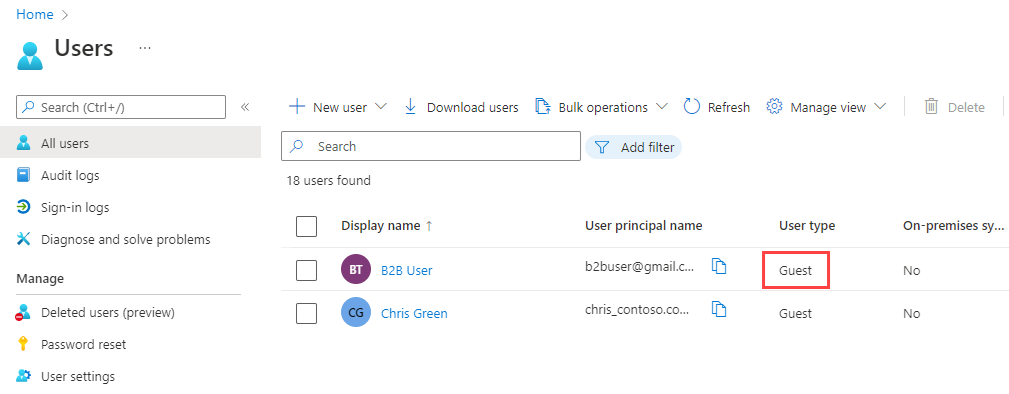 Home >
Users ...
Search (Ctrl+/) «
New user Download users Bulk operations Refresh Manage view Delete
All users
Search Add filter
Audit logs
18 users found
Sign-in logs
Display name ↑ User principal name User type On-premises sy...
Diagnose and solve problems
BT B2B User b2buser@gmail.c... Guest No
Manage
Deleted users (preview)
CG Chris Green chris_contoso.co... Guest No
Password reset
User settings